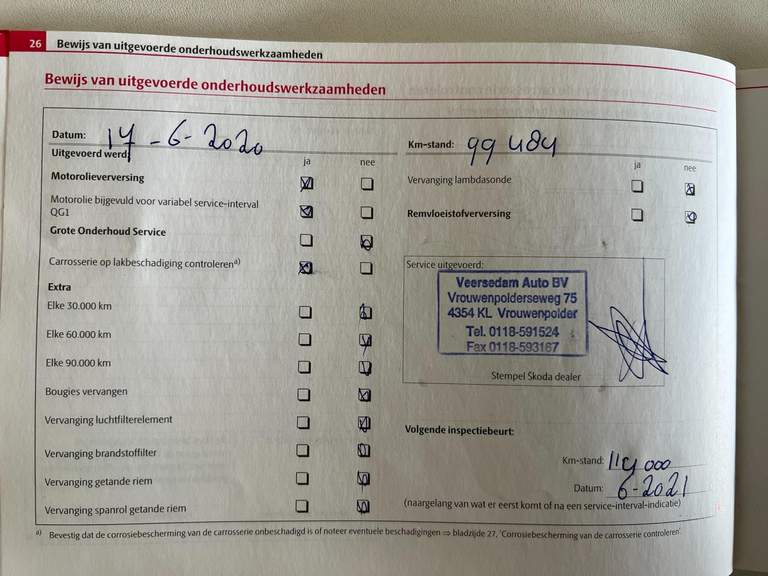 26 Bewijs van uitgevoerde onderhoudswerkzaamheden
Bewijs van uitgevoerde onderhoudswerkzaamheden
Datum: 17-6-2020
Km-stand: 99 484
Uitgevoerd werd
ja nee
ja nee
Motorolieverversing
Vervanging lambdasonde
Motorolie bijgevuld voor variabel service-interval
QG1
Remvloeistofverversing
Grote Onderhoud Service
Carrosserie op lakbeschadiging controleren a)
Extra
Elke 30.000 km
Elke 60.000 km
Elke 90.000 km
Bougies vervangen
Vervanging luchtfilterelement
Vervanging brandstoffilter
Vervanging getande riem
Vervanging spanrol getande riem
Service uitgevoerd:
Veersedam Auto BV
Vrouwenpolderseweg 75
4354 KL Vrouwenpolder
Tel. 0118-591524
Fax 0118-593167
Stempel Skoda dealer
Volgende inspectiebeurt:
Km-stand: 114 000
Datum: 6-2021
(naargelang van wat er eerst komt of na een service-interval-indicatie)
a) Bevestig dat de corrosiebescherming van de carrosserie onbeschadigd is of noteer eventuele beschadigingen ⇒ bladzijde 27, 'Corrosiebescherming van de carrosserie controleren'.